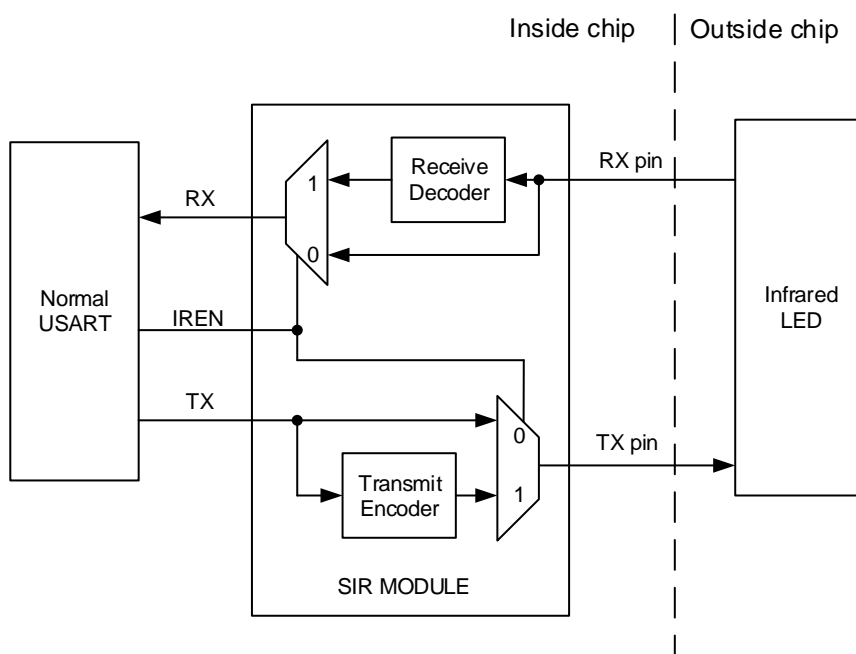 Inside chip
Outside chip
Receive
Decoder
1
0
RX pin
RX
Normal
USART
IREN
Infrared
LED
TX
0
1
TX pin
Transmit
Encoder
SIR MODULE